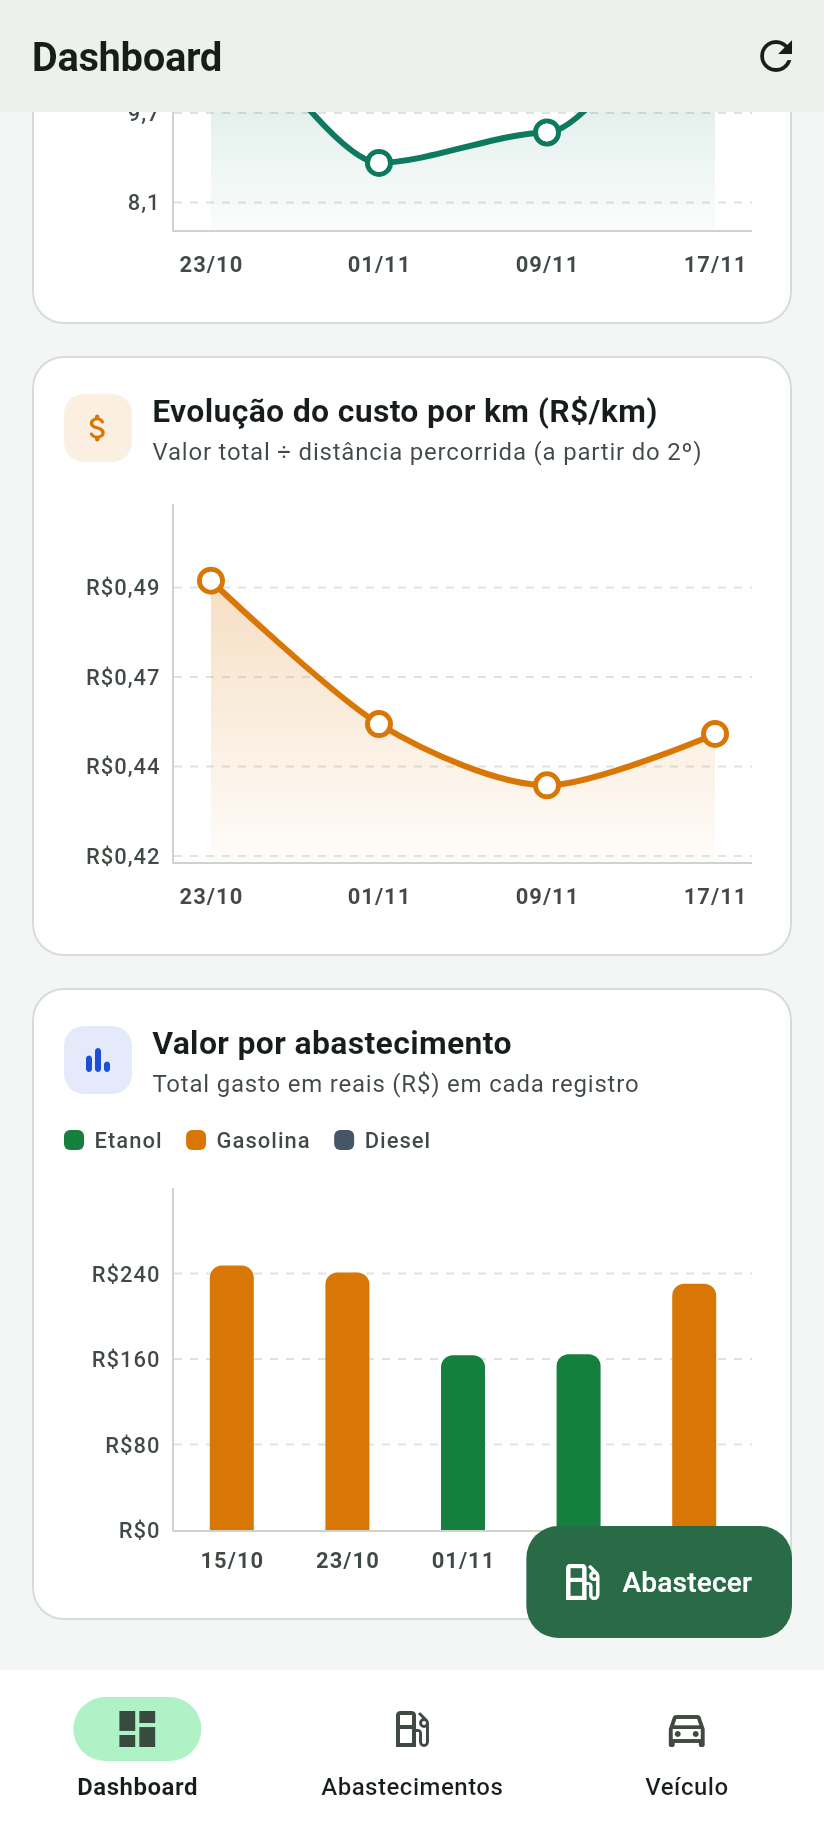 Dashboard
9,7
8,1
23/10 01/11 09/11 17/11
$
Evolução do custo por km (R$/km)
Valor total ÷ distância percorrida (a partir do 2º)
R$0,49
R$0,47
R$0,44
R$0,42
23/10 01/11 09/11 17/11
Valor por abastecimento
Total gasto em reais (R$) em cada registro
Etanol Gasolina Diesel
R$240
R$160
R$80
R$0
15/10 23/10 01/11
Abastecer
Dashboard Abastecimentos Veículo